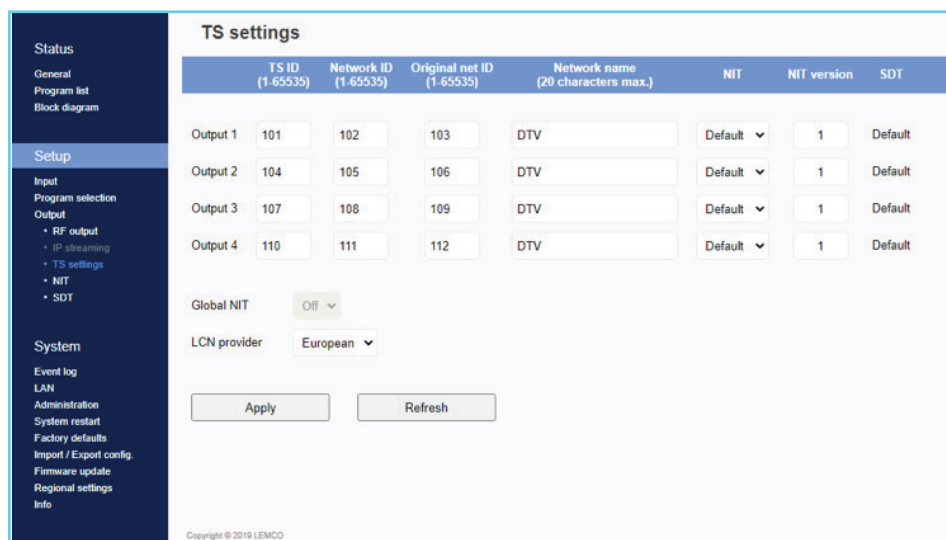 Status
General
Program list
Block diagram
Setup
Input
Program selection
Output
• RF output
• IP streaming
• TS settings
• NIT
• SDT
System
Event log
LAN
Administration
System restart
Factory defaults
Import / Export config.
Firmware update
Regional settings
Info
TS settings
TS ID (1-65535) Network ID (1-65535) Original net ID (1-65535) Network name (20 characters max.) NIT NIT version SDT
Output 1 101 102 103 DTV Default 1 Default
Output 2 104 105 106 DTV Default 1 Default
Output 3 107 108 109 DTV Default 1 Default
Output 4 110 111 112 DTV Default 1 Default
Global NIT Off
LCN provider European
Apply Refresh
Copyright © 2019 LEMCO